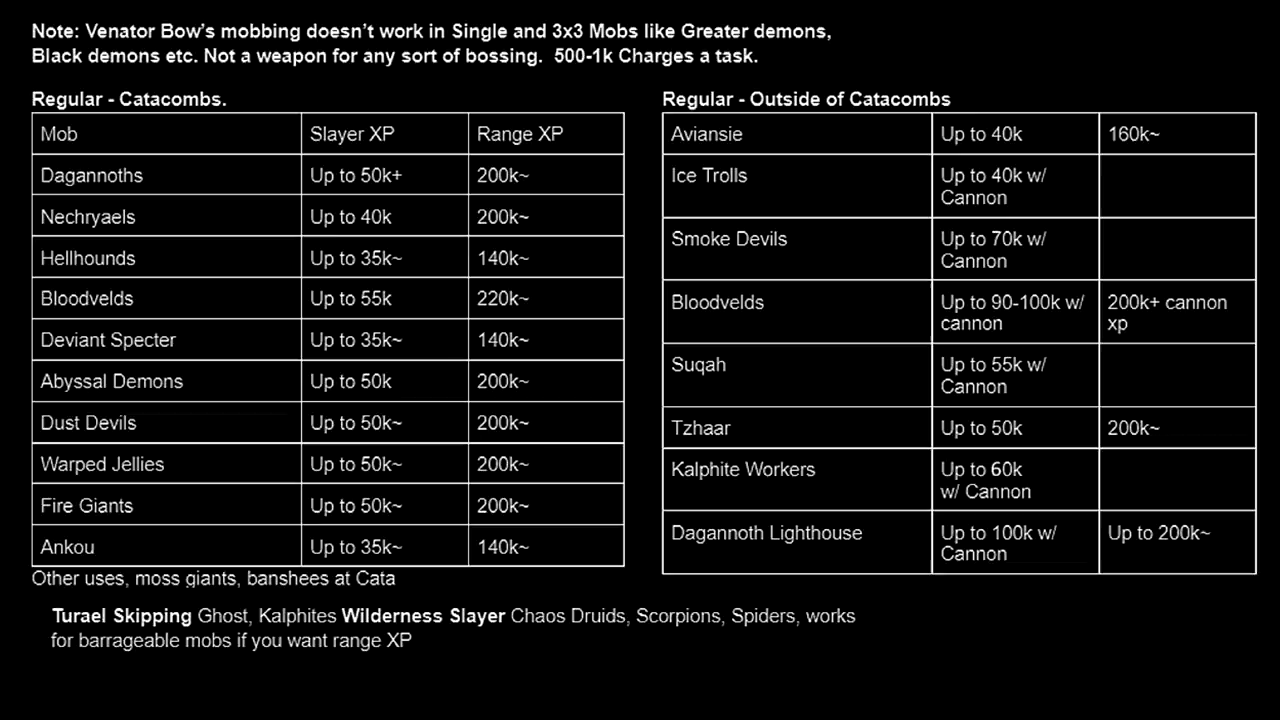 Note: Venator Bow's mobbing doesn't work in Single and 3x3 Mobs like Greater demons,
Black demons etc. Not a weapon for any sort of bossing.  500-1k Charges a task.
Regular - Catacombs.
Mob Slayer XP Range XP
Dagannoths Up to 50k+ 200k~
Nechryaels Up to 40k 200k~
Hellhounds Up to 35k~ 140k~
Bloodvelds Up to 55k 220k~
Deviant Specter Up to 35k~ 140k~
Abyssal Demons Up to 50k 200k~
Dust Devils Up to 50k~ 200k~
Warped Jellies Up to 50k~ 200k~
Fire Giants Up to 50k~ 200k~
Ankou Up to 35k~ 140k~
Other uses, moss giants, banshees at Cata
Regular - Outside of Catacombs
Aviansie Up to 40k 160k~
Ice Trolls Up to 40k w/
Cannon
Smoke Devils Up to 70k w/
Cannon
Bloodvelds Up to 90-100k w/ 200k+ cannon
cannon xp
Suqah Up to 55k w/
Cannon
Tzhaar Up to 50k 200k~
Kalphite Workers Up to 60k
w/ Cannon
Dagannoth Lighthouse Up to 100k w/ Up to 200k~
Cannon
Turael Skipping Ghost, Kalphites Wilderness Slayer Chaos Druids, Scorpions, Spiders, works
for barrageable mobs if you want range XP